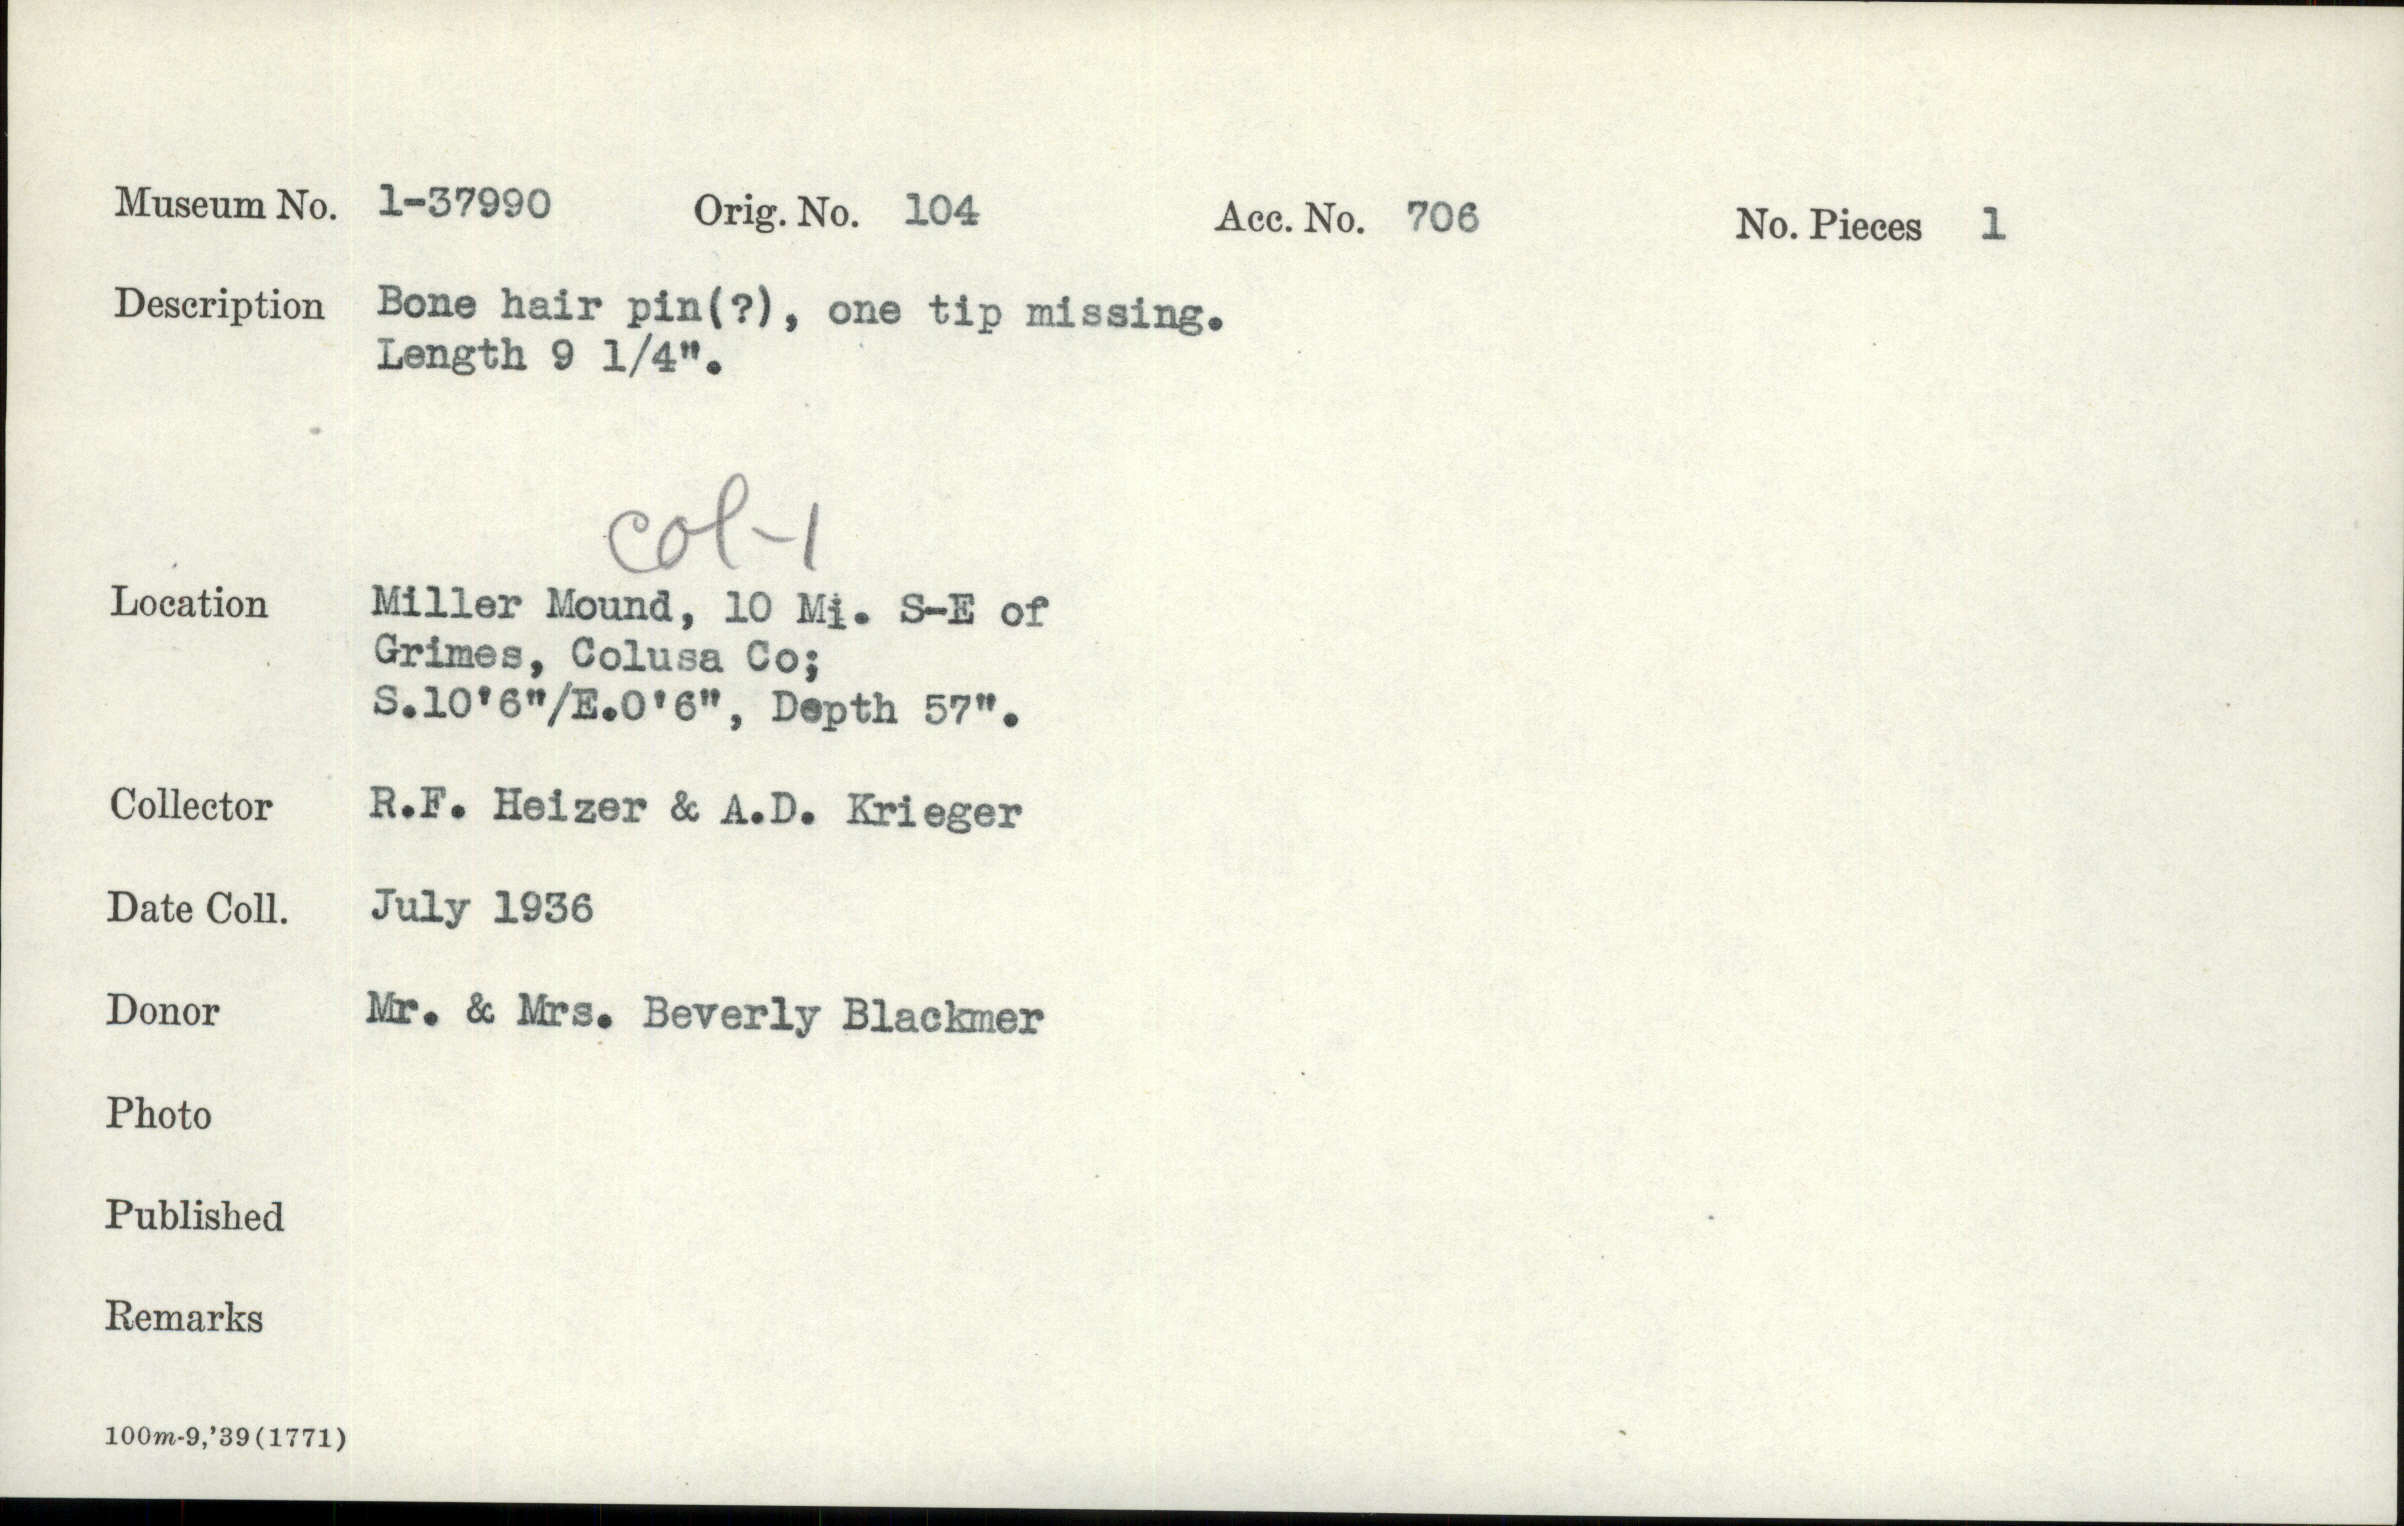 Museum No. 1-37990 Orig. No. 104 Acc. No. 706 No. Pieces 1
Description Bone hair pin(?), one tip missing.
Length 9 1/4".
Col-1
Location Miller Mound, 10 Mi. S-E of
Grimes, Colusa Co;
S.10'6"/E.0'6", Depth 57".
Collector R.F. Heizer & A.D. Krieger
Date Coll. July 1936
Donor Mr. & Mrs. Beverly Blackmer
Photo
Published
Remarks
100m-9,'39(1771)